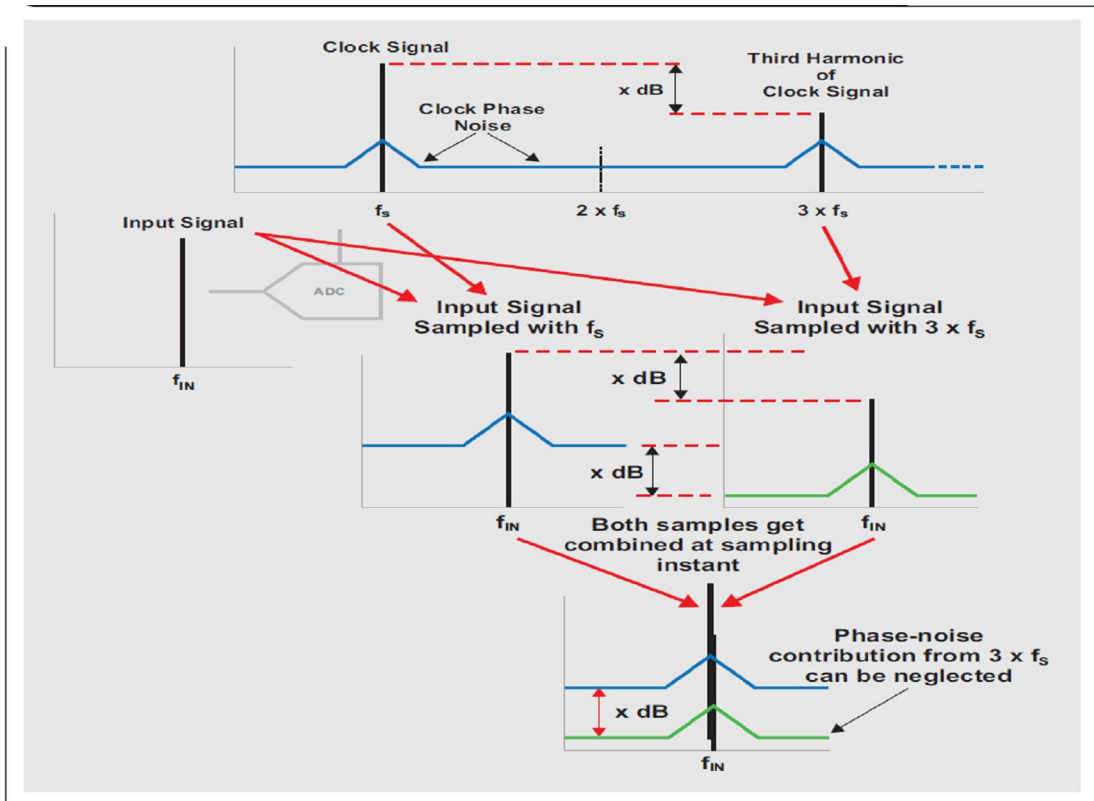 Clock Signal
Third Harmonic
of
Clock Signal
x dB
Clock Phase
Noise
fS
2 x fS
3 x fS
Input Signal
ADC
Input Signal
Sampled with fS
Input Signal
Sampled with 3 x fS
fIN
x dB
x dB
fIN
fIN
Both samples get
combined at sampling
instant
Phase-noise
contribution from 3 x fS
can be neglected
x dB
fIN